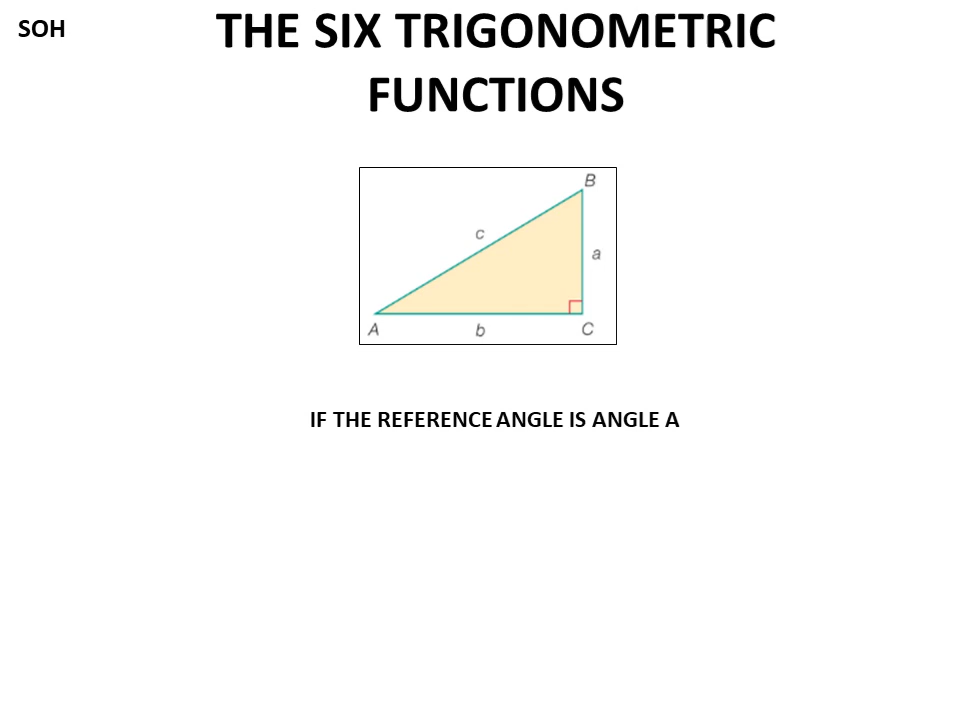 SOH
THE SIX TRIGONOMETRIC
FUNCTIONS
B
c
a
A
b
C
IF THE REFERENCE ANGLE IS ANGLE A